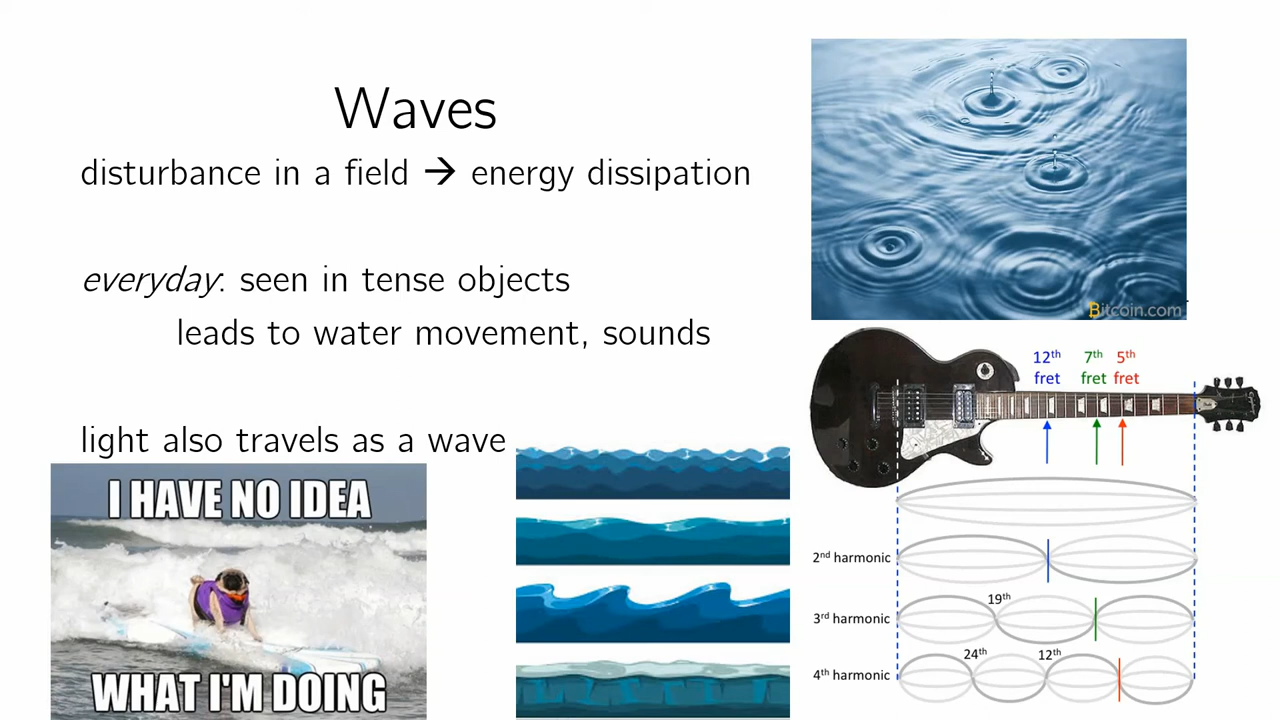 Waves
disturbance in a field → energy dissipation
everyday: seen in tense objects
leads to water movement, sounds
light also travels as a wave
I HAVE NO IDEA
WHAT I'M DOING
Bitcoin.com
12th fret
7th fret
5th fret
2nd harmonic
19th
3rd harmonic
24th
12th
4th harmonic